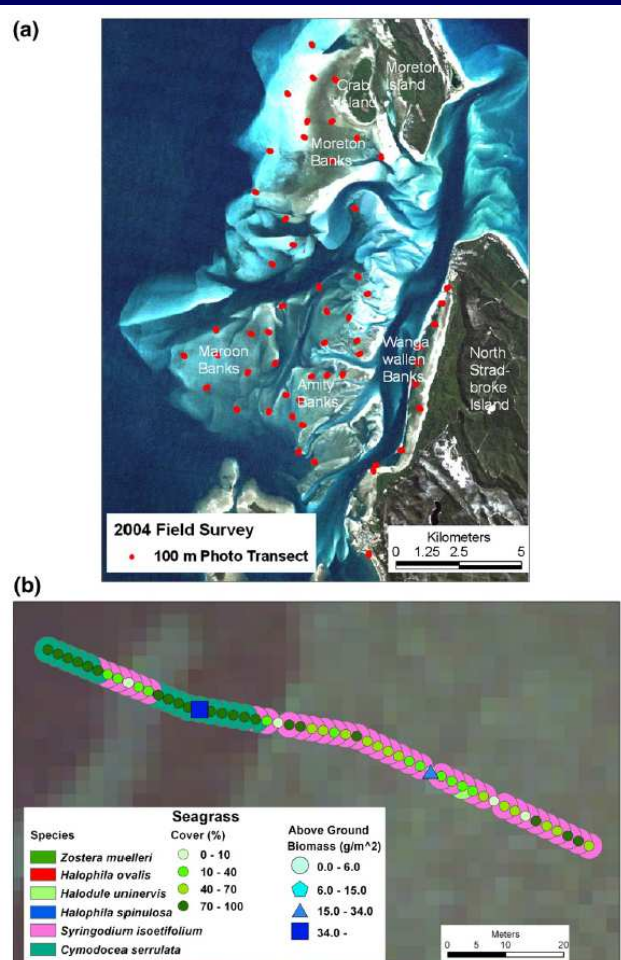 (a)
Moreton
Island
Crab
Island
Moreton
Banks
Maroon
Banks
Amity
Banks
Wanga
wallen
Banks
North
Strad-
broke
Island
2004 Field Survey
100 m Photo Transect
Kilometers
0 1.25 2.5 5
(b)
Seagrass
Species
Zostera muelleri
Halophila ovalis
Halodule uninervis
Halophila spinulosa
Syringodium isoetifolium
Cymodocea serrulata
Cover (%)
0 - 10
10 - 40
40 - 70
70 - 100
Above Ground
Biomass (g/m^2)
0.0 - 6.0
6.0 - 15.0
15.0 - 34.0
34.0 -
Meters
0 5 10 20